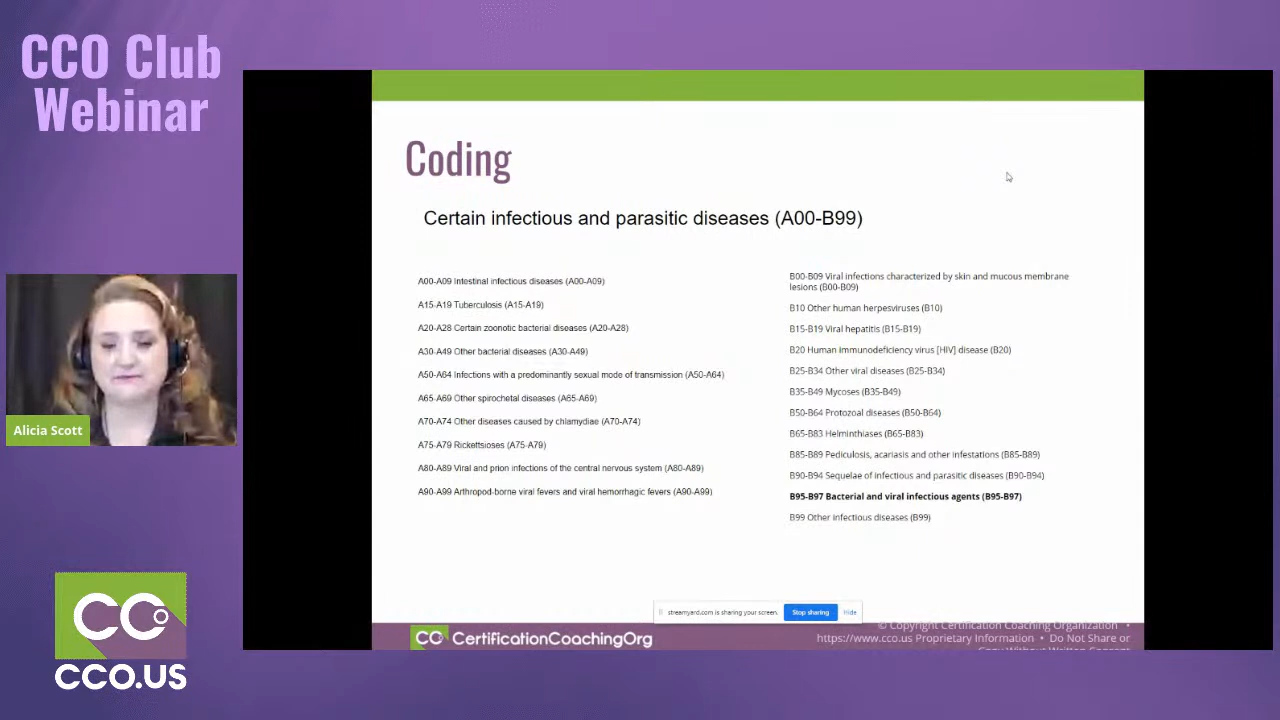 CCO Club
Webinar
Coding
Certain infectious and parasitic diseases (A00-B99)
A00-A09 Intestinal infectious diseases (A00-A09)
A15-A19 Tuberculosis (A15-A19)
A20-A28 Certain zoonotic bacterial diseases (A20-A28)
A30-A49 Other bacterial diseases (A30-A49)
A50-A64 Infections with a predominantly sexual mode of transmission (A50-A64)
A65-A69 Other spirochetal diseases (A65-A69)
A70-A74 Other diseases caused by chlamydiae (A70-A74)
A75-A79 Rickettsioses (A75-A79)
A80-A89 Viral and prion infections of the central nervous system (A80-A89)
A90-A99 Arthropod-borne viral fevers and viral hemorrhagic fevers (A90-A99)
B00-B09 Viral infections characterized by skin and mucous membrane
lesions (B00-B09)
B10 Other human herpesviruses (B10)
B15-B19 Viral hepatitis (B15-B19)
B20 Human immunodeficiency virus [HIV] disease (B20)
B25-B34 Other viral diseases (B25-B34)
B35-B49 Mycoses (B35-B49)
B50-B64 Protozoal diseases (B50-B64)
B65-B83 Helminthiases (B65-B83)
B85-B89 Pediculosis, acariasis and other infestations (B85-B89)
B90-B94 Sequelae of infectious and parasitic diseases (B90-B94)
B95-B97 Bacterial and viral infectious agents (B95-B97)
B99 Other infectious diseases (B99)
Alicia Scott
streamyard.com is sharing your screen.
Stop sharing
Hide
CO CertificationCoachingOrg
© Copyright Certification Coaching Organization •
https://www.cco.us Proprietary Information • Do Not Share or
Copy Without Written Consent
CCO
CCO.US